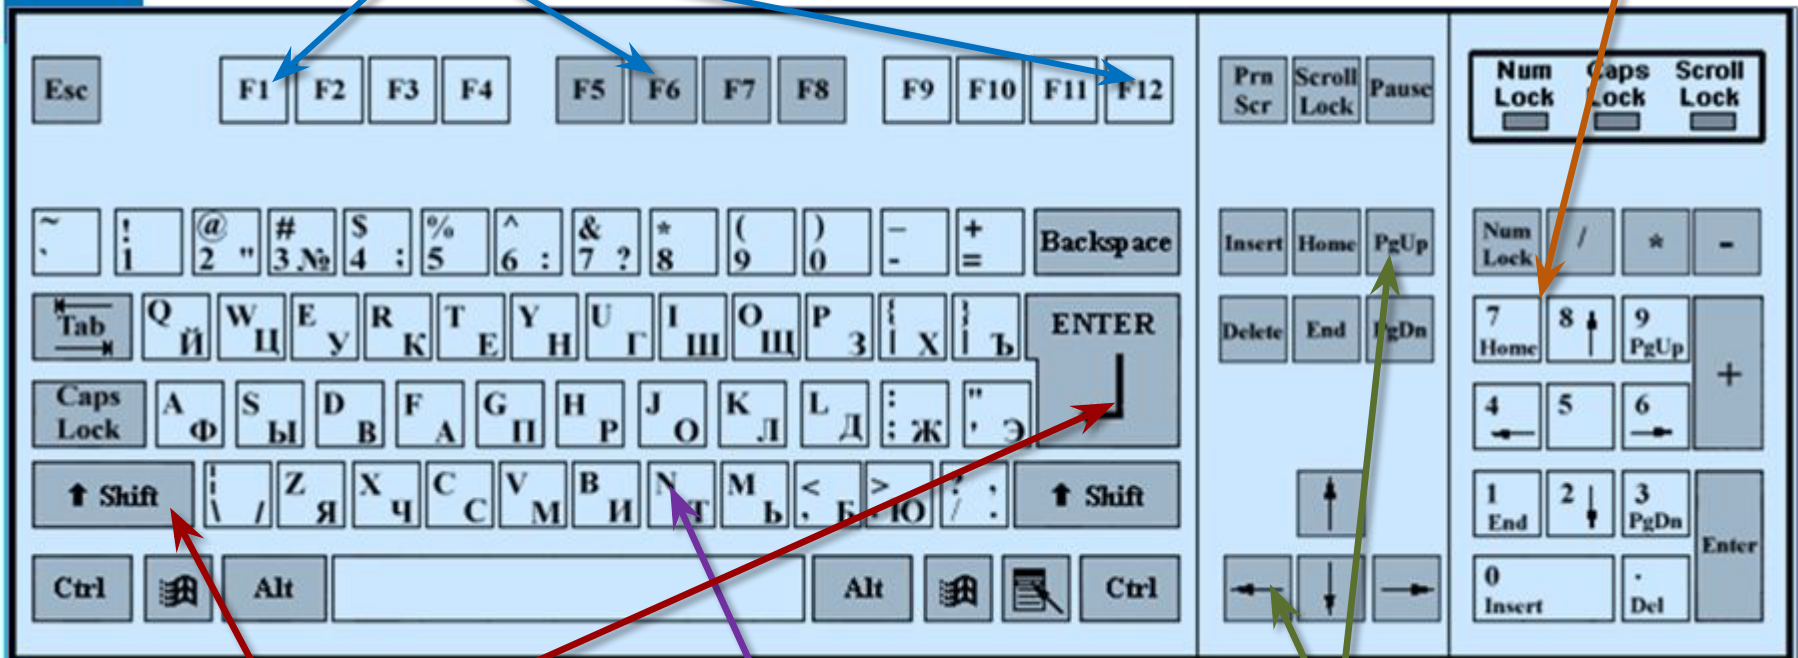 Esc F1 F2 F3 F4 F5 F6 F7 F8 F9 F10 F11 F12 Prn Scr Scroll Lock Pause Num Lock Caps Lock Scroll Lock
~ ` ! 1 @ 2 " # 3 № $ 4 ; % 5 ^ 6 : & 7 ? * 8 ( 9 ) 0 _ - + = Backspace Insert Home PgUp Num Lock / * -
Tab Q Й W Ц E У R К T Е Y Н U Г I Ш O Щ P З { [ Х } ] Ъ ENTER Delete End PgDn 7 Home 8 9 PgUp +
Caps Lock A Ф S Ы D В F А G П H Р J О K Л L Д : ; Ж " ' Э 4 5 6
Shift | \ / Z Я X Ч C С V М B И N Т M Ь < , Б > . Ю ? / , . Shift 1 End 2 3 PgDn Enter
Ctrl Alt Alt Ctrl 0 Insert . Del